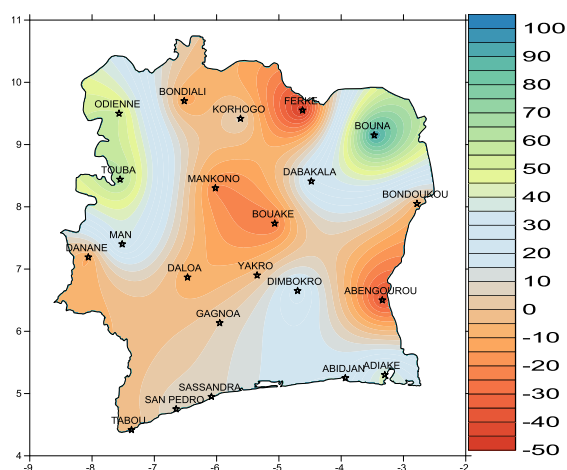 11
100
90
80
70
60
50
40
30
20
10
0
-10
-20
-30
-40
-50
10
9
8
7
6
5
4
BONDIALI
ODIENNE
FERKE
KORHOGO
BOUNA
TOUBA
MANKONO
DABAKALA
BONDOUKOU
BOUAKE
MAN
DANANE
DALOA
YAKRO
DIMBOKRO
ABENGOUROU
GAGNOA
ABIDJAN
ADIAKE
SASSANDRA
SAN PEDRO
TABOU
-9 -8 -7 -6 -5 -4 -3 -2